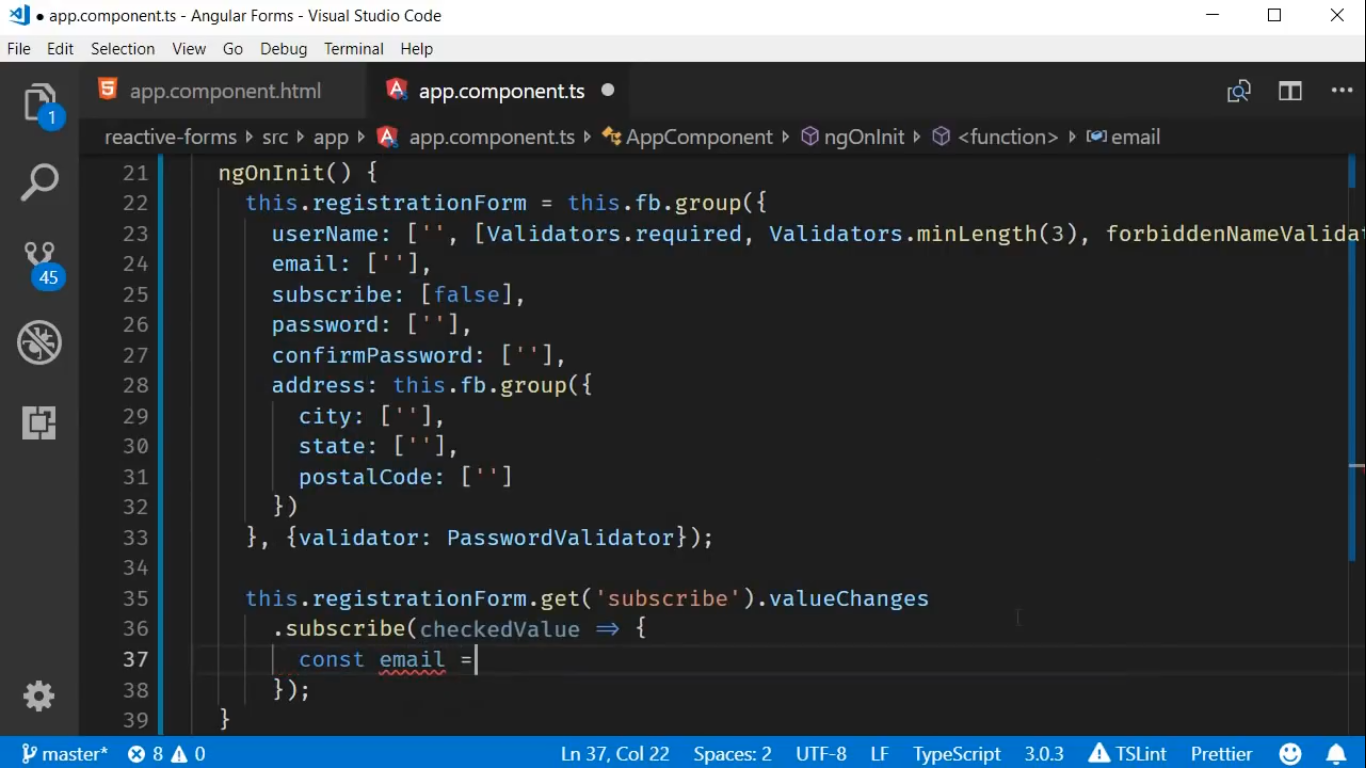 ● app.component.ts - Angular Forms - Visual Studio Code
File Edit Selection View Go Debug Terminal Help
app.component.html app.component.ts ●
1
reactive-forms › src › app › app.component.ts › AppComponent › ngOnInit › <function> › email
21 ngOnInit() {
22 this.registrationForm = this.fb.group({
23 userName: ['', [Validators.required, Validators.minLength(3), forbiddenNameValida
24 email: [''],
45
25 subscribe: [false],
26 password: [''],
27 confirmPassword: [''],
28 address: this.fb.group({
29 city: [''],
30 state: [''],
31 postalCode: ['']
32 })
33 }, {validator: PasswordValidator});
34
35 this.registrationForm.get('subscribe').valueChanges
36 .subscribe(checkedValue => {
37 const email =
38 });
39 }
master* 8 0 Ln 37, Col 22 Spaces: 2 UTF-8 LF TypeScript 3.0.3 TSLint Prettier